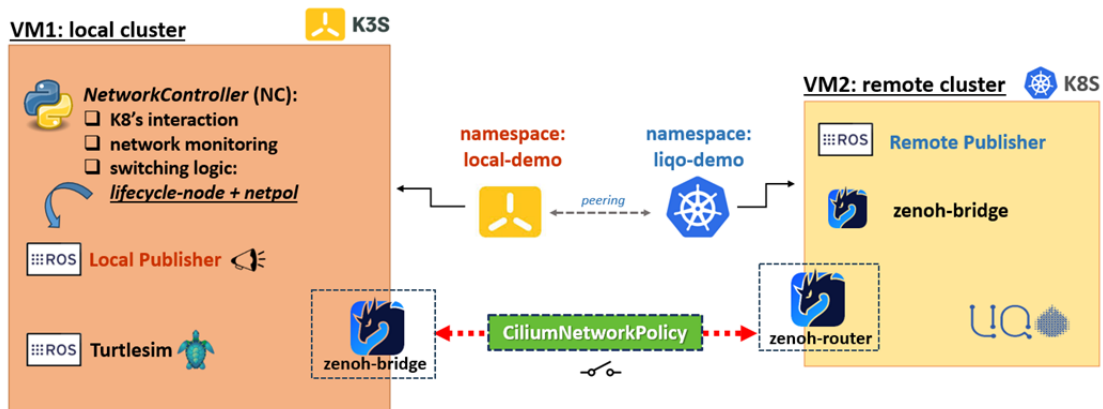 VM1: local cluster
K3S
NetworkController (NC):
K8's interaction
network monitoring
switching logic:
lifecycle-node + netpol
ROS
Local Publisher
ROS
Turtlesim
zenoh-bridge
namespace:
local-demo
namespace:
liqo-demo
peering
CiliumNetworkPolicy
VM2: remote cluster
K8S
ROS
Remote Publisher
zenoh-bridge
zenoh-router
LIQO